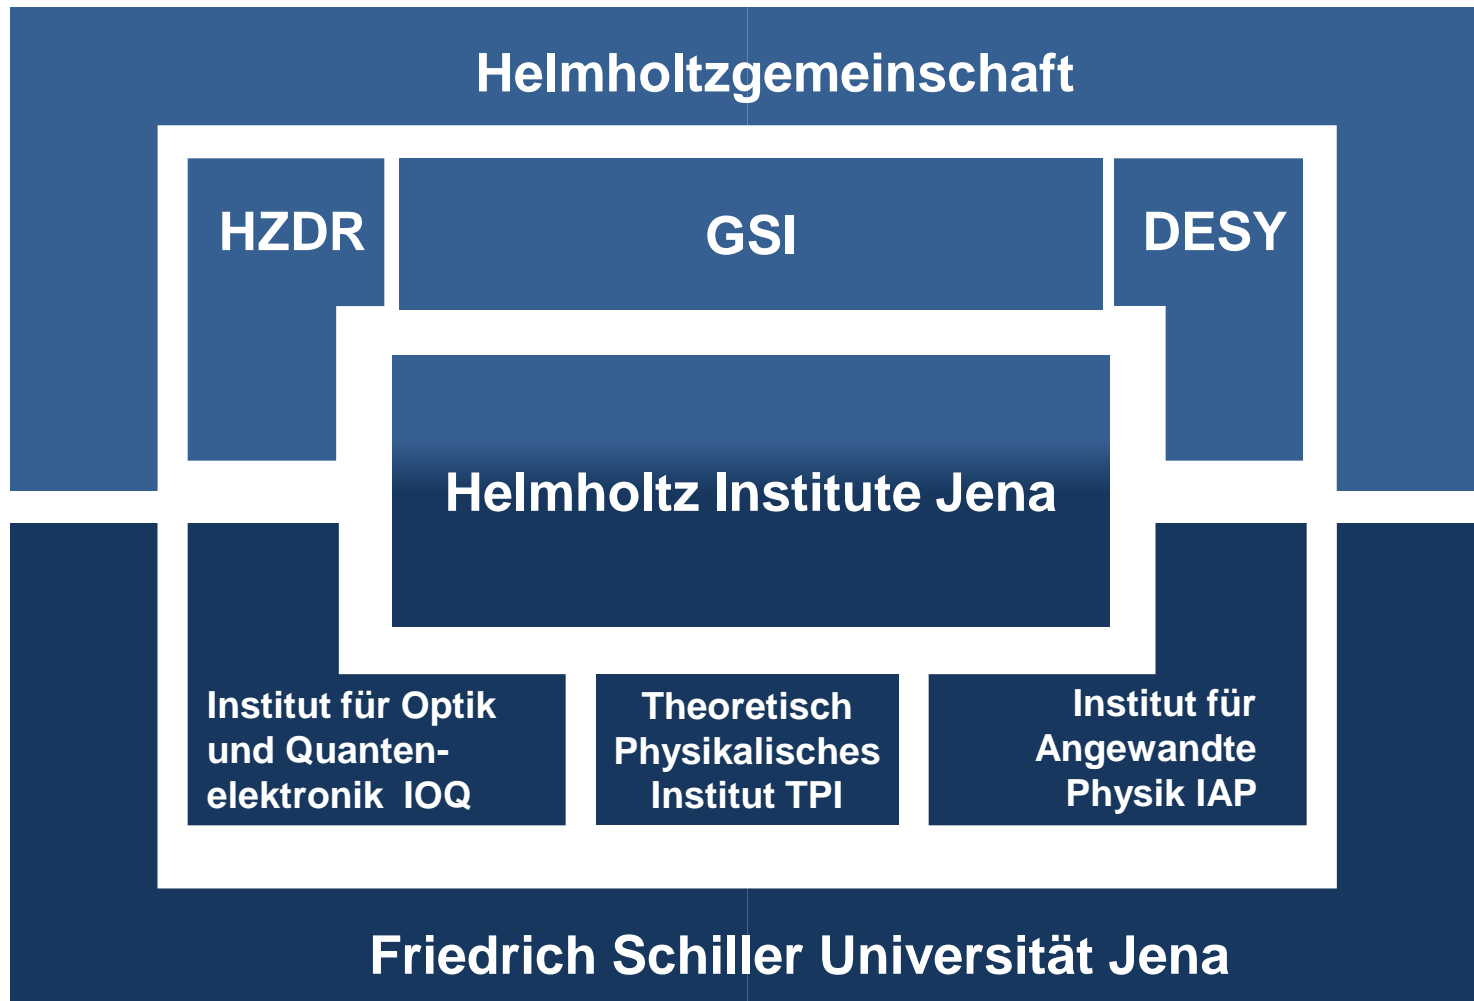 Helmholtzgemeinschaft
HZDR
GSI
DESY
Helmholtz Institute Jena
Institut für Optik
und Quanten-
elektronik IOQ
Theoretisch
Physikalisches
Institut TPI
Institut für
Angewandte
Physik IAP
Friedrich Schiller Universität Jena